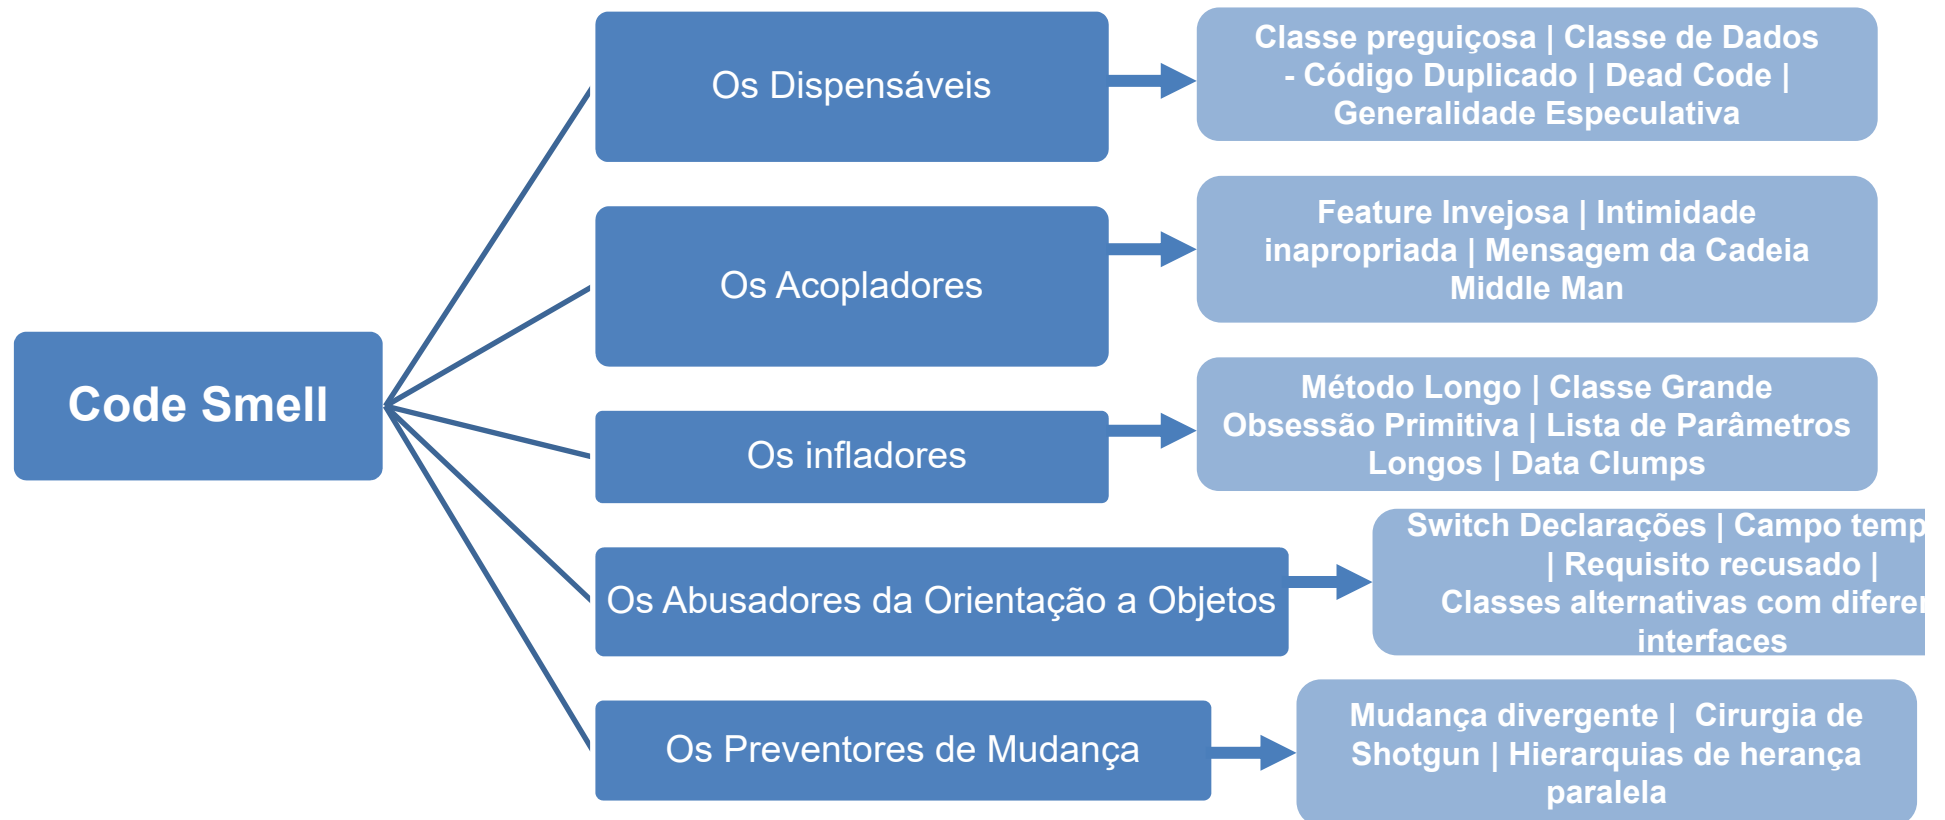 Code Smell
Os Dispensáveis
Classe preguiçosa | Classe de Dados
- Código Duplicado | Dead Code |
Generalidade Especulativa
Os Acopladores
Feature Invejosa | Intimidade
inapropriada | Mensagem da Cadeia
Middle Man
Os infladores
Método Longo | Classe Grande
Obsessão Primitiva | Lista de Parâmetros
Longos | Data Clumps
Os Abusadores da Orientação a Objetos
Switch Declarações | Campo
| Requisito recusado |
Classes alternativas com
interfaces
Os Preventores de Mudança
Mudança divergente | Cirurgia de
Shotgun | Hierarquias de herança
paralela